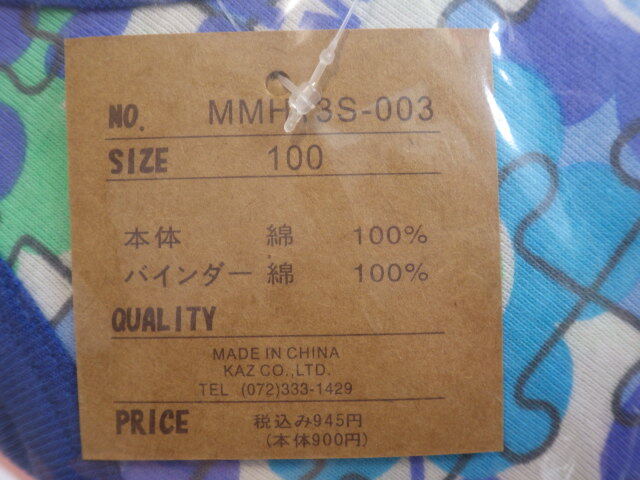 NO. MMH13S-003
SIZE 100
本体 綿 100%
バインダー 綿 100%
QUALITY
MADE IN CHINA
KAZ CO.,LTD.
TEL (072)333-1429
PRICE 税込み945円
(本体900円)